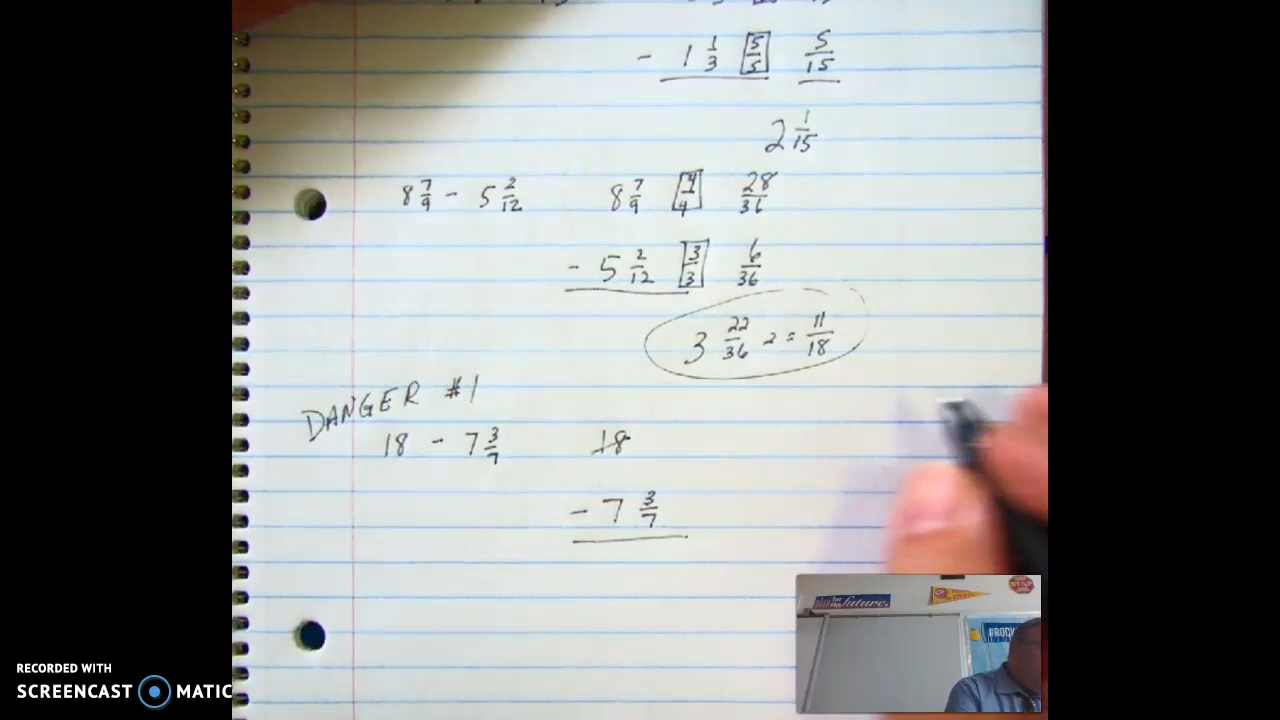 - 1 1/3 [5/5] 5/15
2 1/15
8 7/9 - 5 2/12 8 7/9 [4/4] 28/36
- 5 2/12 [3/3] 6/36
3 22/36 2 = 11/18
DANGER #1
18 - 7 3/7 18
- 7 3/7
future
#ROCK
RECORDED WITH
SCREENCAST MATIC